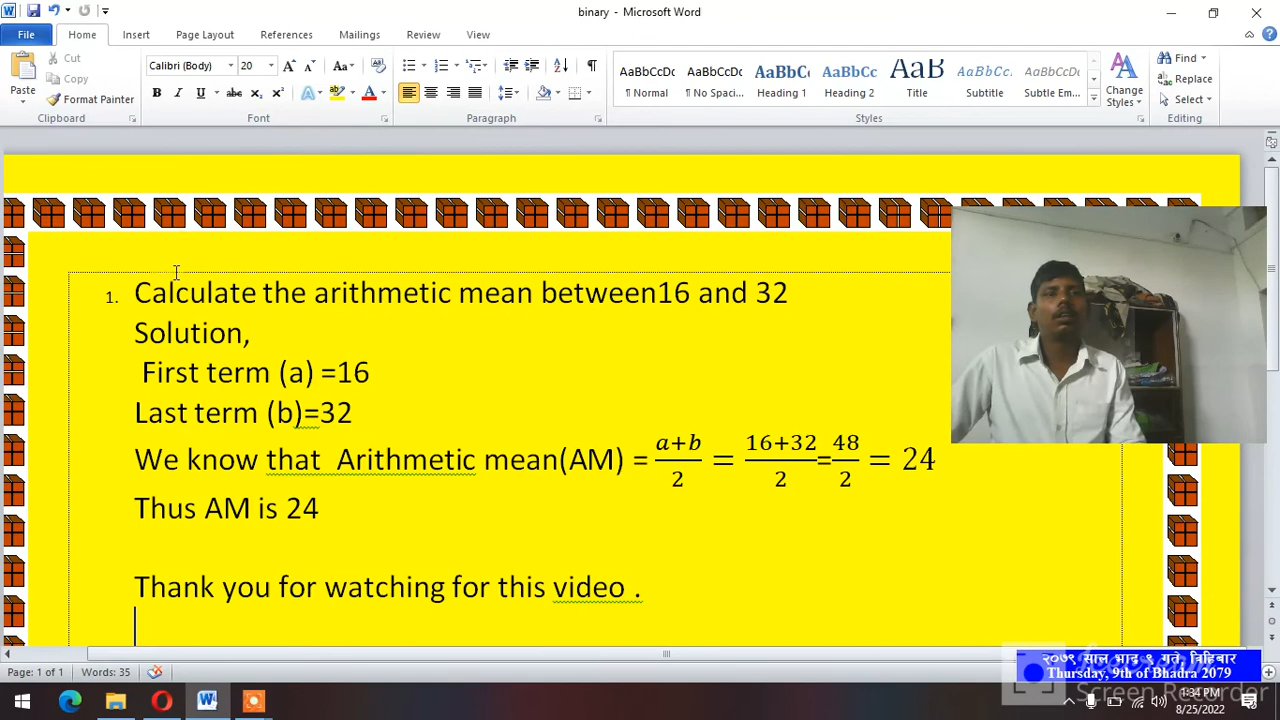 binary - Microsoft Word
File Home Insert Page Layout References Mailings Review View
Paste Cut Copy Format Painter
Calibri (Body) 20
AaBbCcDc AaBbCcDc AaBbC AaBbCc AaB AaBbCcI AaBbCcDc
¶ Normal ¶ No Spaci... Heading 1 Heading 2 Title Subtitle Subtle Em...
Change Styles
Find Replace Select
Clipboard Font Paragraph Styles Editing
1. Calculate the arithmetic mean between16 and 32
Solution,
First term (a) =16
Last term (b)=32
We know that Arithmetic mean(AM) = a+b/2 = 16+32/2=48/2 = 24
Thus AM is 24
Thank you for watching for this video .
Page: 1 of 1 Words: 35
Thursday, 9th of Bhadra 2079
Screen Recorder
1:34 PM
8/25/2022